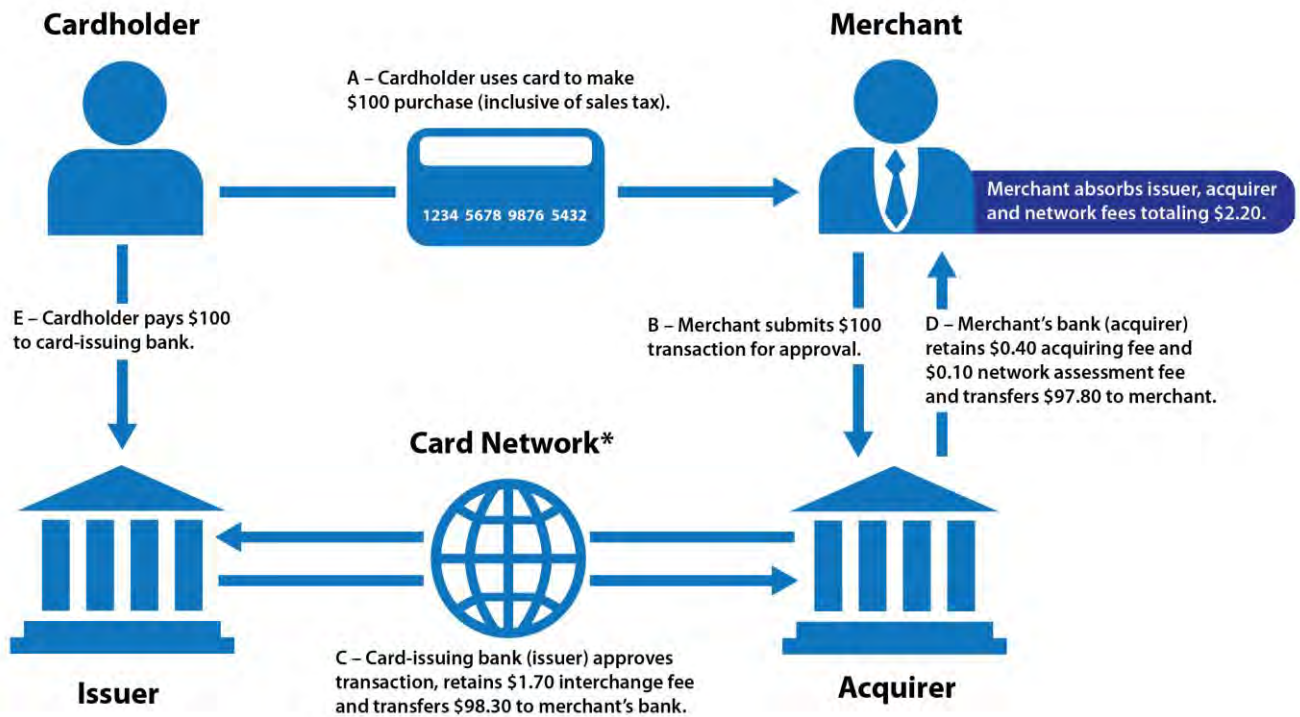 Cardholder
Merchant
A – Cardholder uses card to make
$100 purchase (inclusive of sales tax).
1234 5678 9876 5432
Merchant absorbs issuer, acquirer
and network fees totaling $2.20.
E – Cardholder pays $100
to card-issuing bank.
B – Merchant submits $100
transaction for approval.
D – Merchant’s bank (acquirer)
retains $0.40 acquiring fee and
$0.10 network assessment fee
and transfers $97.80 to merchant.
Card Network*
C – Card-issuing bank (issuer) approves
transaction, retains $1.70 interchange fee
and transfers $98.30 to merchant’s bank.
Issuer
Acquirer